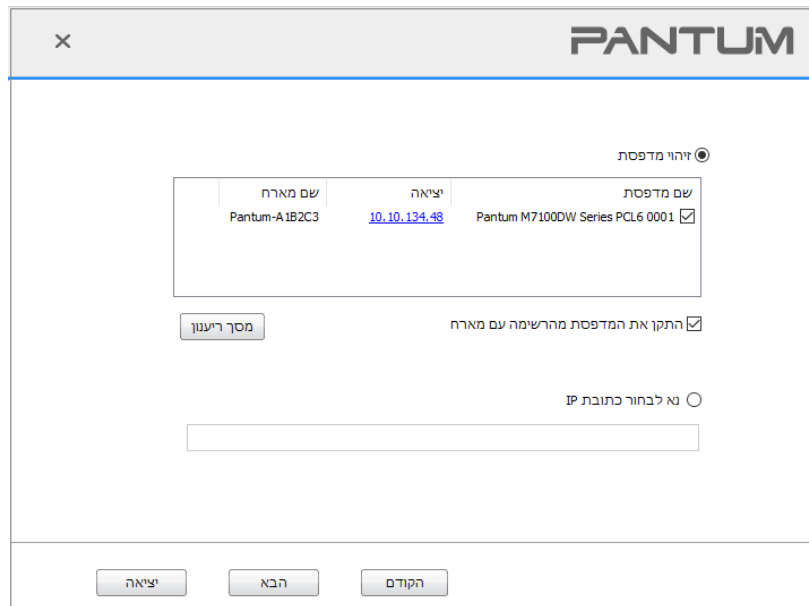 PANTUM
זיהוי מדפסת
שם מדפסת יציאה שם מארח
Pantum M7100DW Series PCL6 0001 10.10.134.48 Pantum-A1B2C3
התקן את המדפסת מהרשימה עם מארח מסך ריענון
נא לבחור כתובת IP
הקודם הבא יציאה